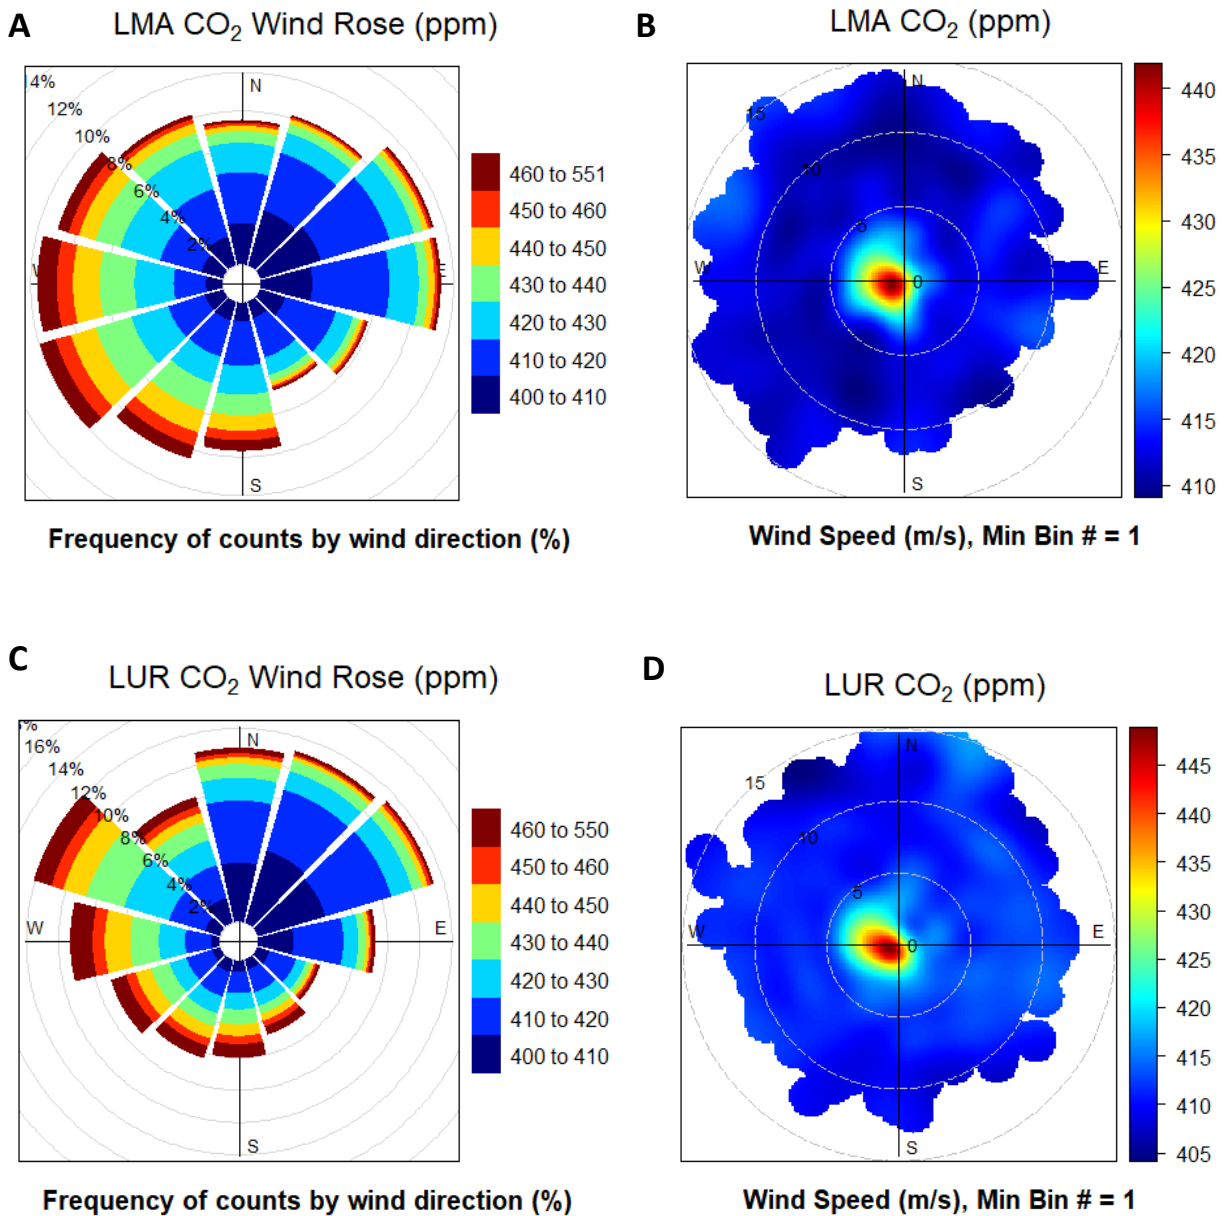 A
LMA CO₂ Wind Rose (ppm)
14%
12%
10%
8%
6%
4%
2%
N
W
E
S
460 to 551
450 to 460
440 to 450
430 to 440
420 to 430
410 to 420
400 to 410
Frequency of counts by wind direction (%)
B
LMA CO₂ (ppm)
15
10
5
0
N
W
E
S
440
435
430
425
420
415
410
Wind Speed (m/s), Min Bin # = 1
C
LUR CO₂ Wind Rose (ppm)
16%
14%
12%
10%
8%
6%
4%
2%
N
W
E
S
460 to 550
450 to 460
440 to 450
430 to 440
420 to 430
410 to 420
400 to 410
Frequency of counts by wind direction (%)
D
LUR CO₂ (ppm)
15
10
5
0
N
W
E
S
445
440
435
430
425
420
415
410
405
Wind Speed (m/s), Min Bin # = 1